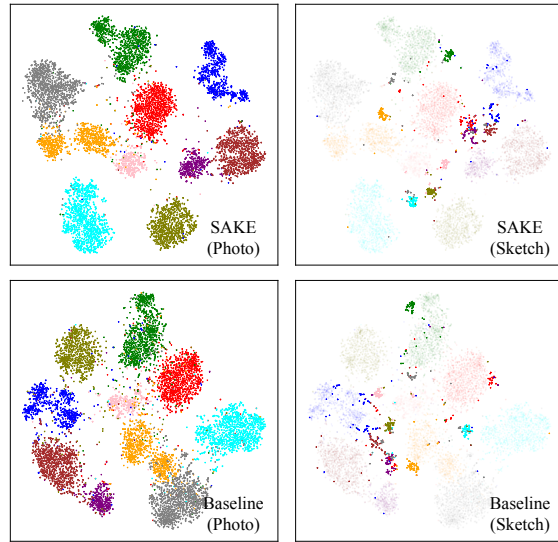 SAKE
(Photo)
SAKE
(Sketch)
Baseline
(Photo)
Baseline
(Sketch)